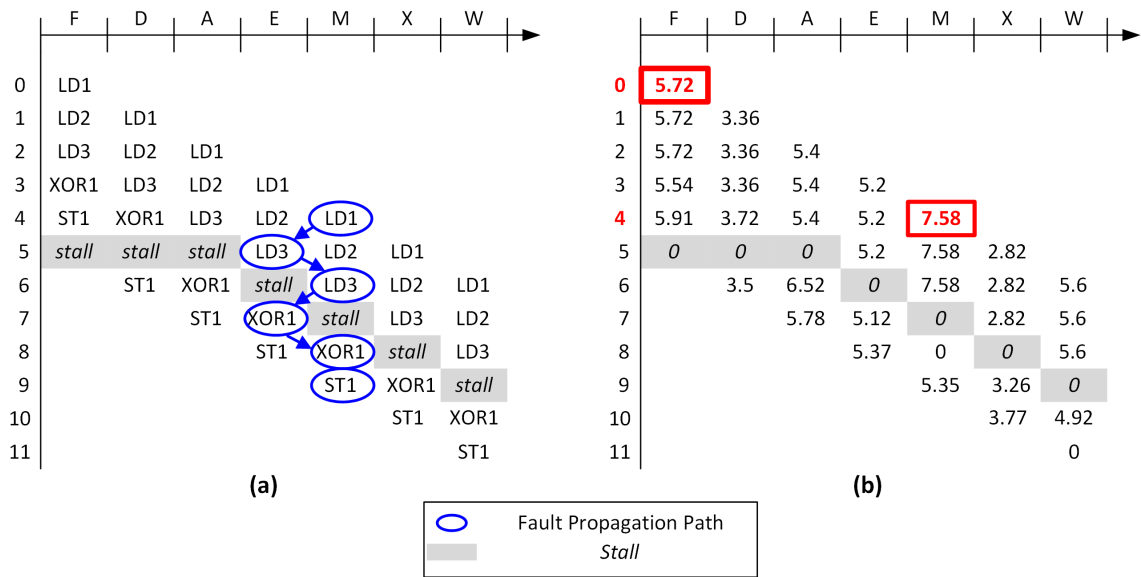 F D A E M X W F D A E M X W
0 LD1 0 5.72
1 LD2 LD1 1 5.72 3.36
2 LD3 LD2 LD1 2 5.72 3.36 5.4
3 XOR1 LD3 LD2 LD1 3 5.54 3.36 5.4 5.2
4 ST1 XOR1 LD3 LD2 LD1 4 5.91 3.72 5.4 5.2 7.58
5 stall stall stall LD3 LD2 LD1 5 0 0 0 5.2 7.58 2.82
6 ST1 XOR1 stall LD3 LD2 LD1 6 3.5 6.52 0 7.58 2.82 5.6
7 ST1 XOR1 stall LD3 LD2 7 5.78 5.12 0 2.82 5.6
8 ST1 XOR1 stall LD3 8 5.37 0 0 5.6
9 ST1 XOR1 stall 9 5.35 3.26 0
10 ST1 XOR1 10 3.77 4.92
11 ST1 11 0
(a) (b)
Fault Propagation Path
Stall